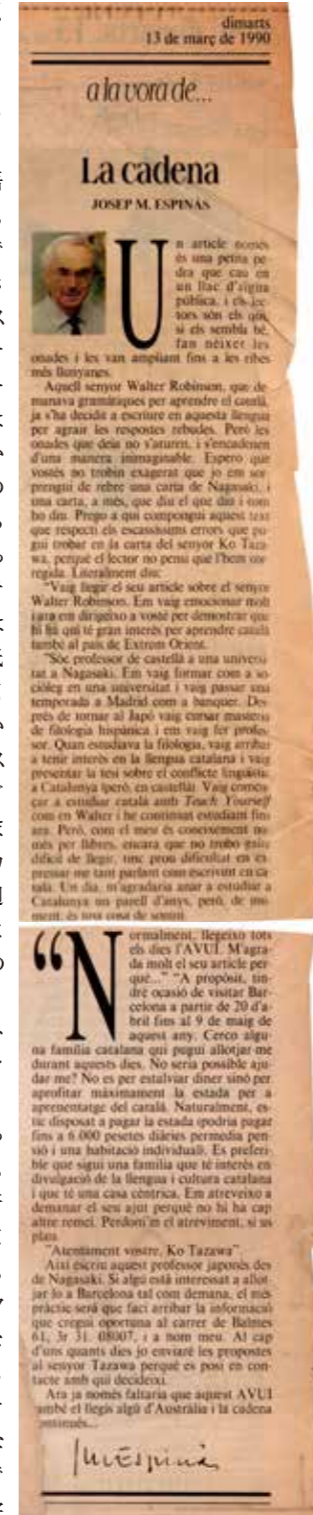 dimarts
13 de març de 1990
a la vora de...
La cadena
JOSEP M. ESPINÀS
Un article només
és una petita pe-
dra que cau en
un llac d'aigua
pública, i els lec-
tors són els qui,
si els sembla bé,
fan néixer les
onades i les van ampliant fins a les ribes
més llunyanes.
Aquell senyor Walter Robinson, que de-
manava gramàtiques per aprendre el català,
ja s'ha decidit a escriure en aquesta llengua
per agrair les respostes rebudes. Però les
onades que deia no s'aturen, i s'encadenen
d'una manera inimaginable. Espero que
vostès no trobin exagerat que jo em sor-
prengui de rebre una carta de Nagasaki, i
una carta, a més, que diu el que diu i com
ho diu. Prego a qui compongui aquest text
que respecti els escassíssims errors que pu-
gui trobar en la carta del senyor Ko Taza-
wa, perquè el lector no pensi que l'hem cor-
regida. Literalment diu:
"Vaig llegir el seu article sobre el senyor
Walter Robinson. Em vaig emocionar molt
i ara em dirigeixo a vostè per demostrar que
hi ha qui té gran interès per aprendre català
també al país de Extrem Orient.
"Sóc professor de castellà a una universi-
tat a Nagasaki. Em vaig formar com a so-
ciòleg en una universitat i vaig passar una
temporada a Madrid com a banquer. Des-
prés de tornar al Japó vaig cursar masteria
de filologia hispànica i em vaig fer profes-
sor. Quan estudiava la filologia, vaig arribar
a tenir interès en la llengua catalana i vaig
presentar la tesi sobre el conflicte lingüístic
a Catalunya (però, en castellà). Vaig comen-
çar a estudiar català amb Teach Yourself
com en Walter i he continuat estudiant fins
ara. Però, com el meu és coneixement no-
més per llibres, encara que no trobo gaire
difícil de llegir, tinc prou dificultat en ex-
pressar-me tant parlant com escrivint en ca-
talà. Un dia, m'agradaria anar a estudiar a
Catalunya un parell d'anys, però, de mo-
ment, és una cosa de somni.
"Normalment, llegeixo tots
els dies l'AVUI. M'agra-
da molt el seu article per-
què..." "A propòsit, tin-
dré ocasió de visitar Bar-
celona a partir de 20 d'a-
bril fins al 9 de maig de
aquest any. Cerco algu-
na família catalana qui pugui allotjar-me
durant aquests dies. No seria possible aju-
dar-me? No es per estalviar diner sinó per
aprofitar màximament la estada per a
aprenentatge del català. Naturalment, es-
tic disposat a pagar la estada (podria pagar
fins a 6.000 pesetes diàries permedia pen-
sió i una habitació individual). Es preferi-
ble que sigui una família que té interès en
divulgació de la llengua i cultura catalana
i que té una casa cèntrica. Em atreveixo a
demanar el seu ajut perquè no hi ha cap
altre remei. Perdoni'm el atreviment, si us
plau.
"Atentament vostre, Ko Tazawa".
Així escriu aquest professor japonès des
de Nagasaki. Si algú està interessat a allot-
jar-lo a Barcelona tal com demana, el més
pràctic serà que faci arribar la informació
que cregui oportuna al carrer de Balmes
61, 3r 31. 08007, i a nom meu. Al cap
d'uns quants dies jo enviaré les propostes
al senyor Tazawa perquè es posi en con-
tacte amb qui decideixi.
Ara ja només faltaria que aquest AVUI
també el llegís algú d'Austràlia i la cadena
continués...
JM Espinàs